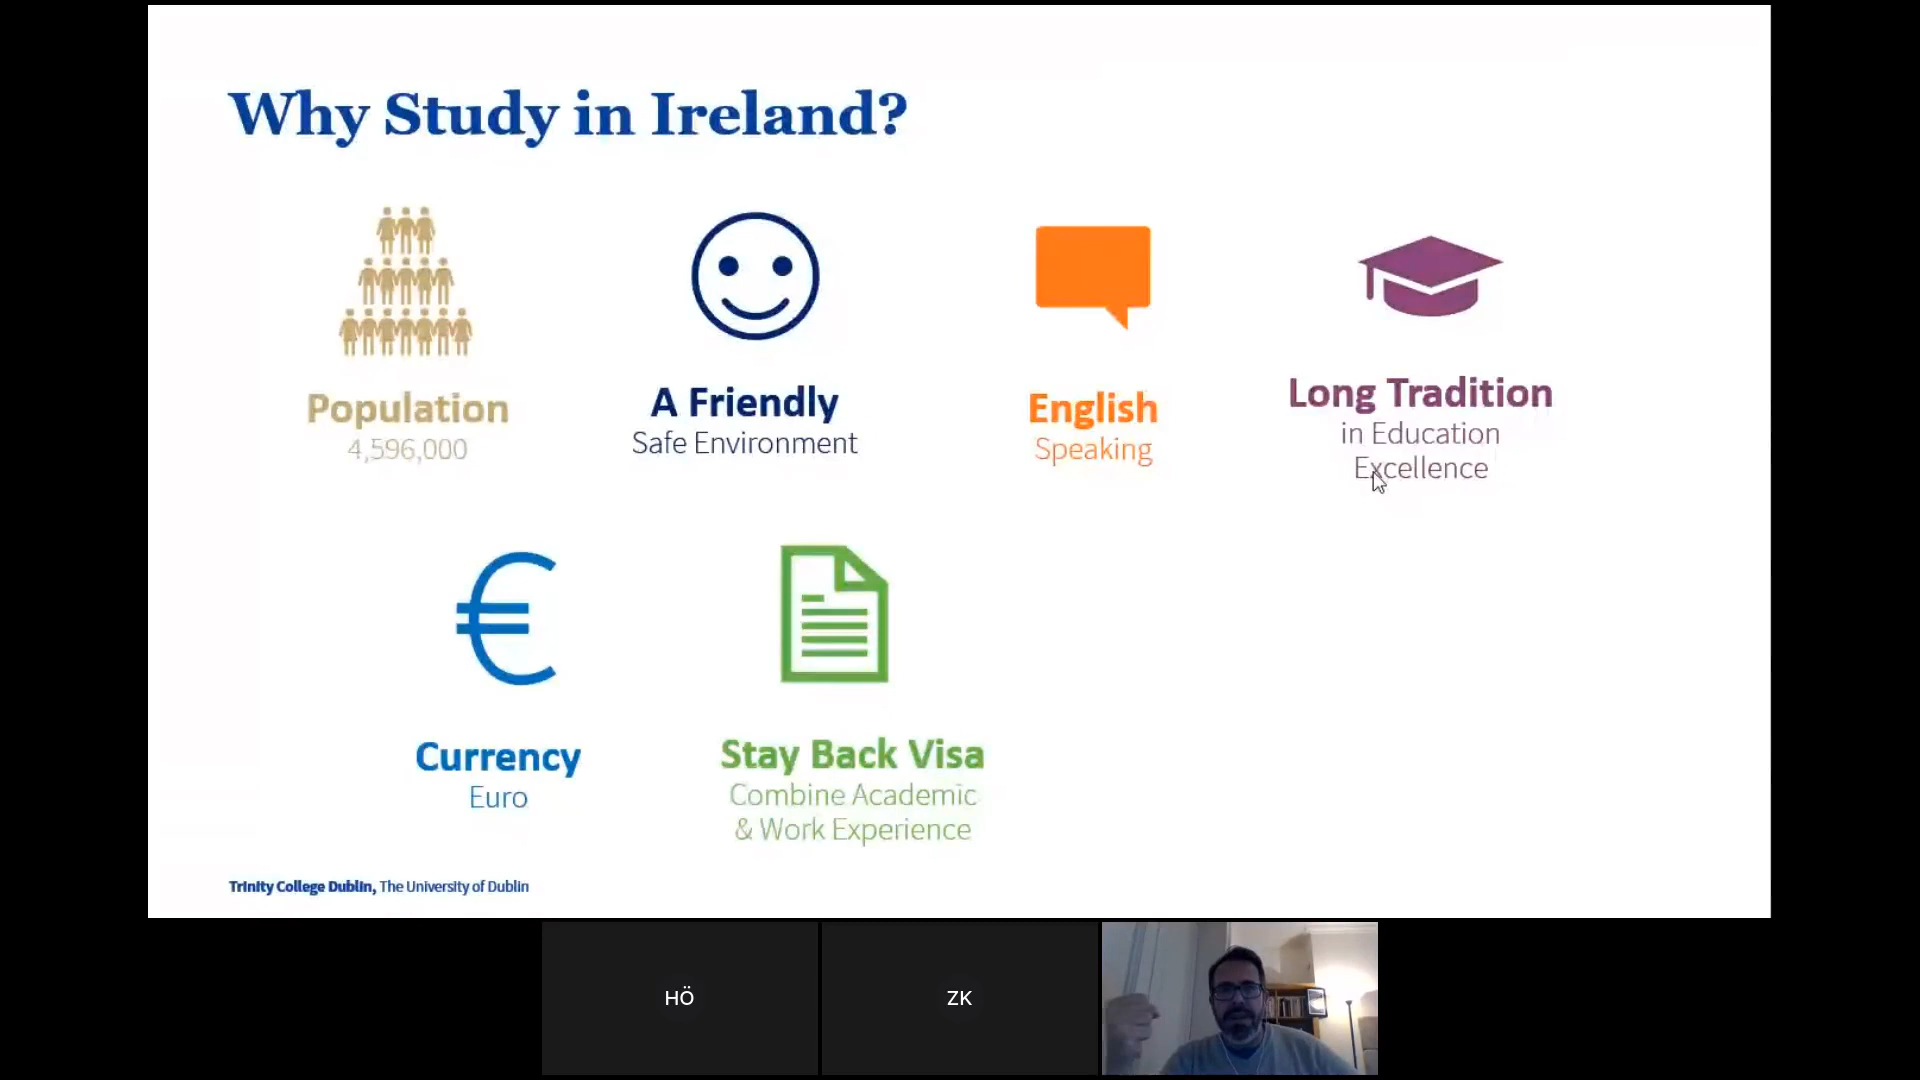 Why Study in Ireland?
Population
4,596,000
A Friendly
Safe Environment
English
Speaking
Long Tradition
in Education
Excellence
€
Currency
Euro
Stay Back Visa
Combine Academic
& Work Experience
Trinity College Dublin, The University of Dublin
HÖ
ZK